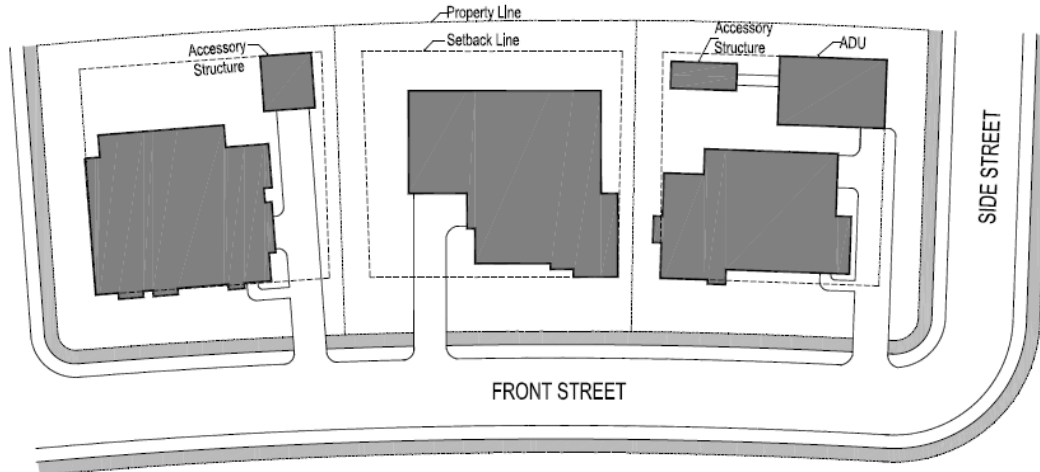 Property Line
Setback Line
Accessory
Structure
Accessory
Structure
ADU
SIDE STREET
FRONT STREET